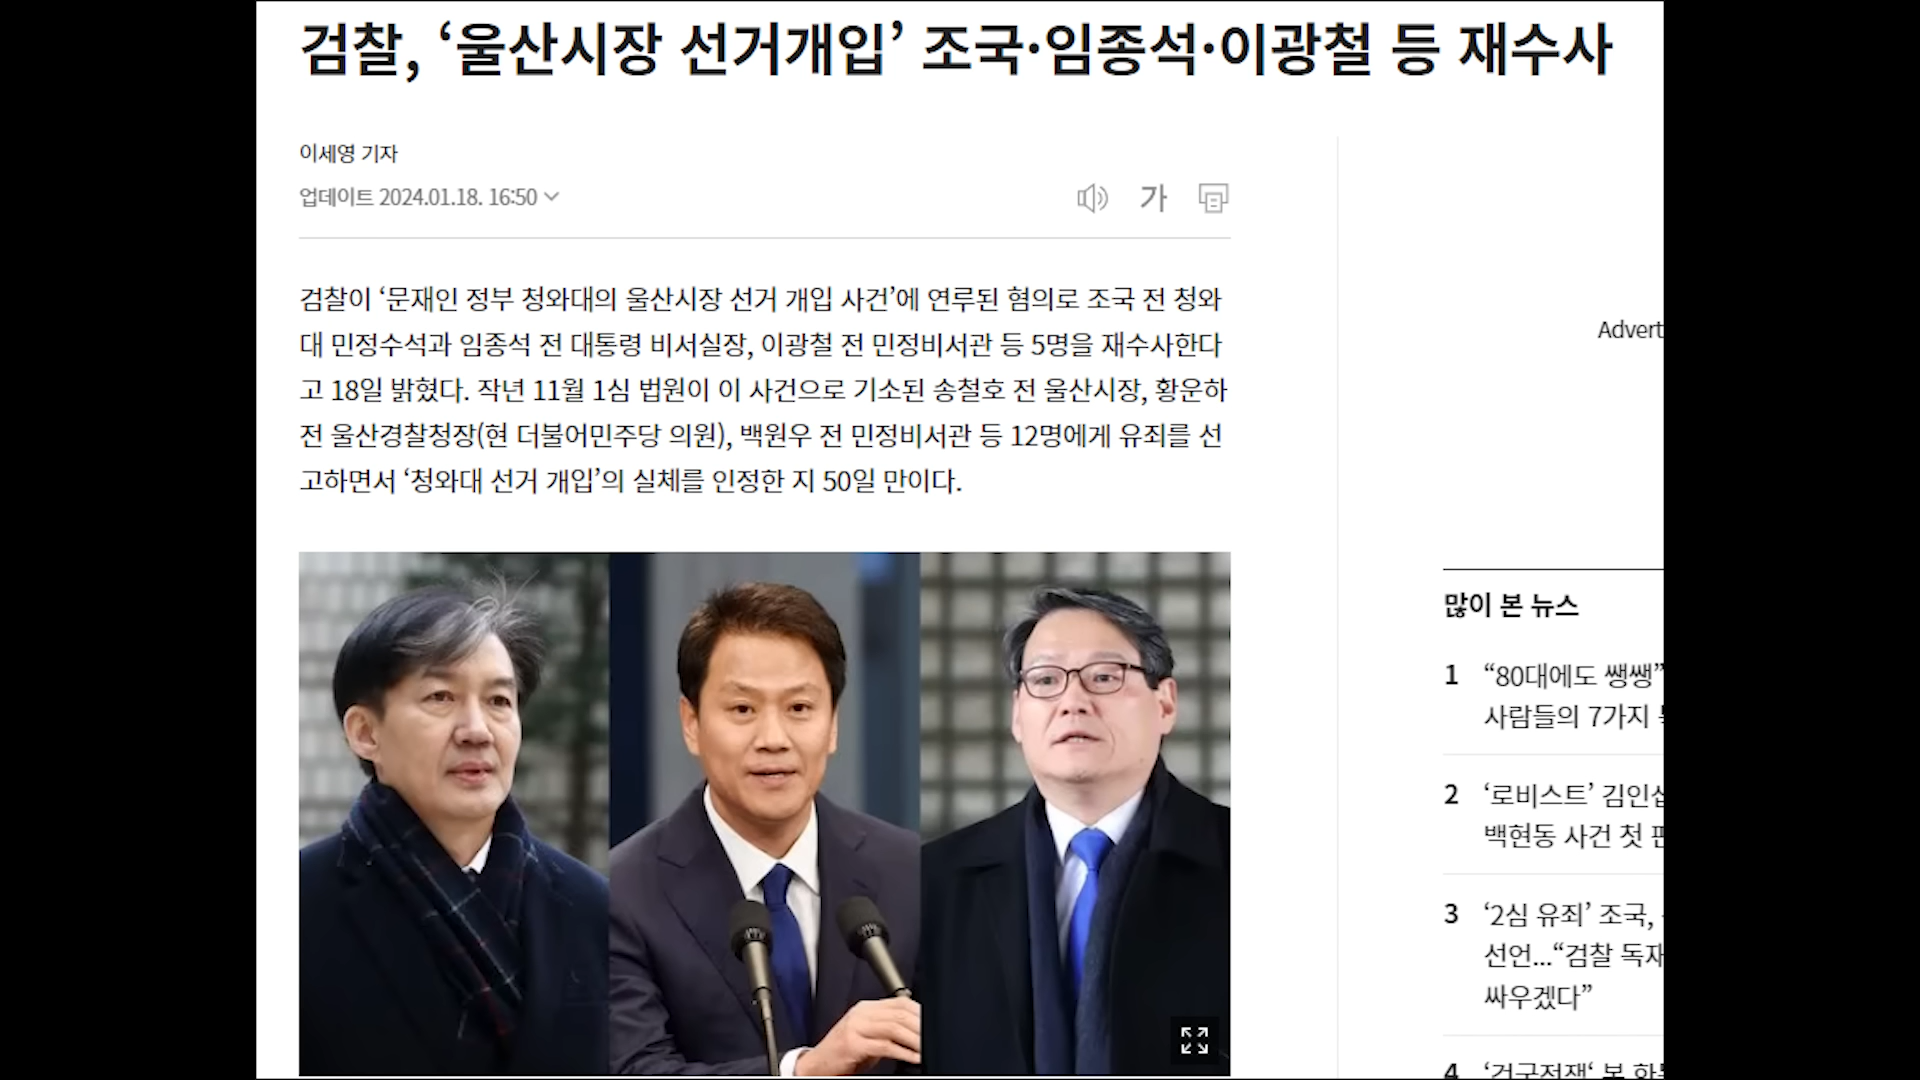 검찰, ‘울산시장 선거개입’ 조국·임종석·이광철 등 재수사
이세영 기자
업데이트 2024.01.18. 16:50
가
검찰이 ‘문재인 정부 청와대의 울산시장 선거 개입 사건’에 연루된 혐의로 조국 전 청와
대 민정수석과 임종석 전 대통령 비서실장, 이광철 전 민정비서관 등 5명을 재수사한다
고 18일 밝혔다. 작년 11월 1심 법원이 이 사건으로 기소된 송철호 전 울산시장, 황운하
전 울산경찰청장(현 더불어민주당 의원), 백원우 전 민정비서관 등 12명에게 유죄를 선
고하면서 ‘청와대 선거 개입’의 실체를 인정한 지 50일 만이다.
Advert
많이 본 뉴스
1 “80대에도 쌩쌩”
사람들의 7가지
2 ‘로비스트’ 김인섭
백현동 사건 첫
3 ‘2심 유죄’ 조국,
선언...“검찰 독재
싸우겠다”
4 ‘건국전쟁‘ 본